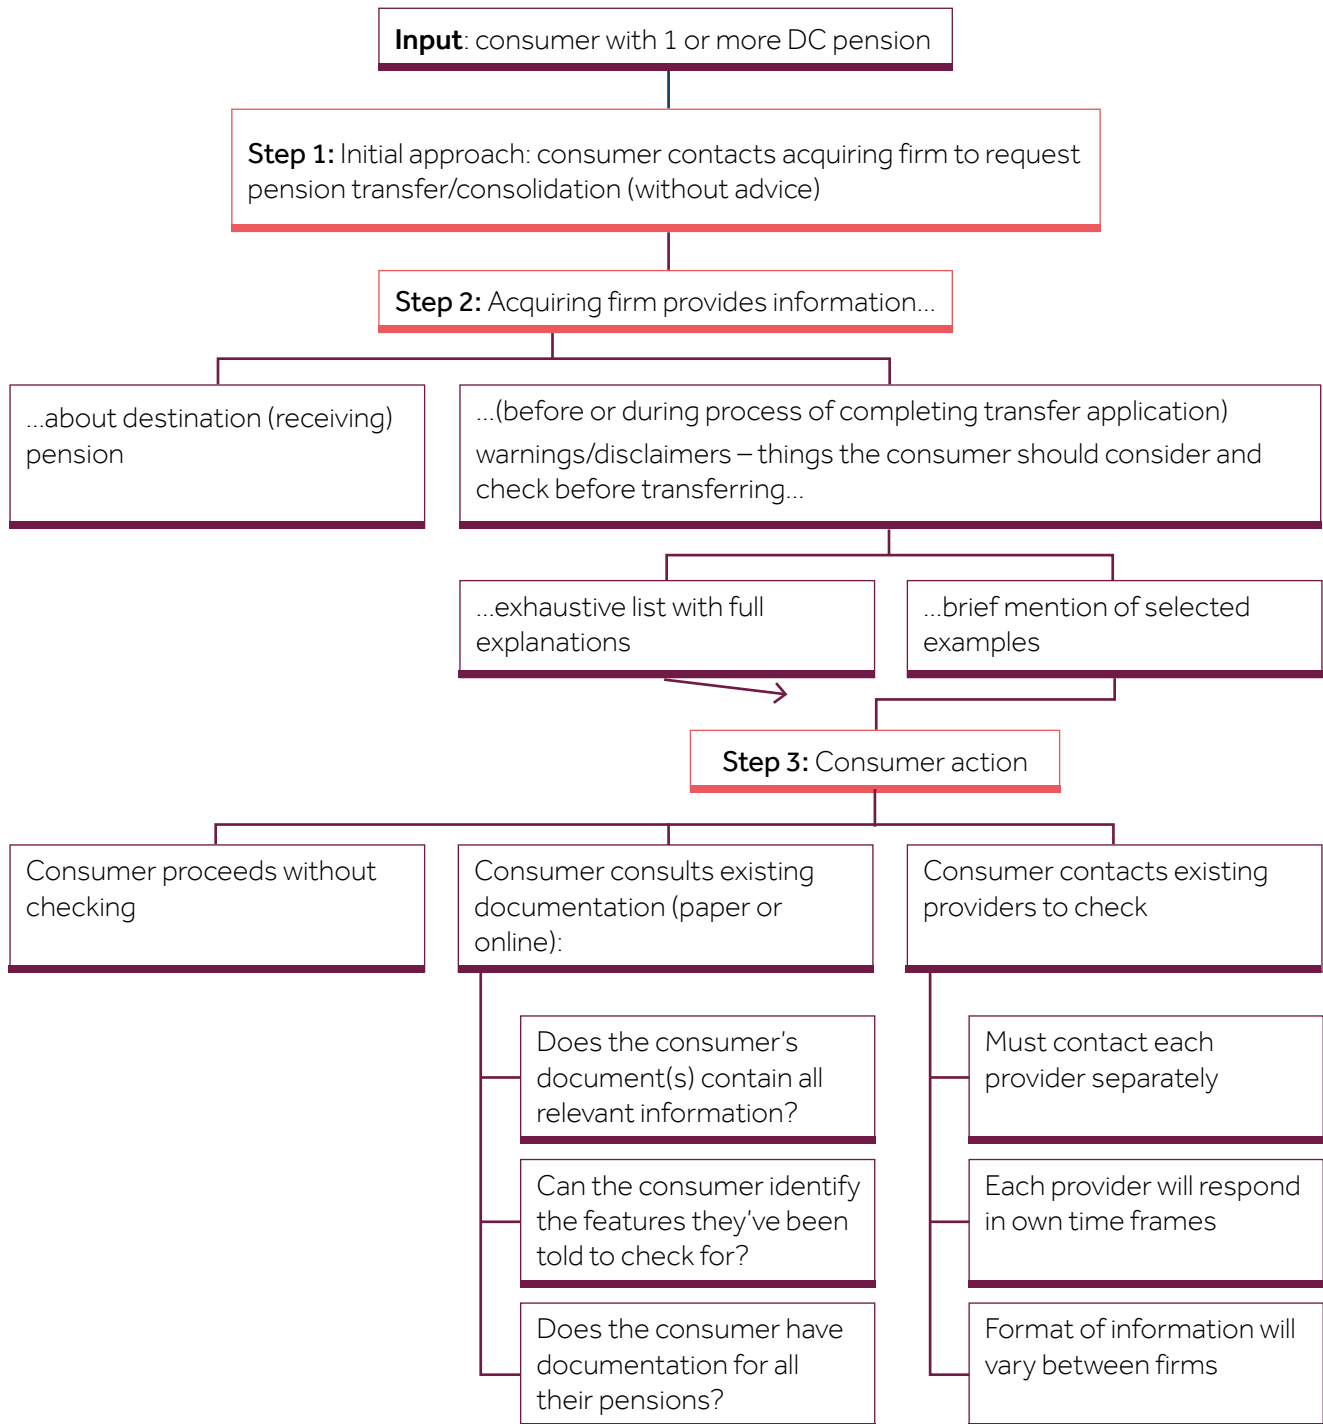 Input: consumer with 1 or more DC pension
Step 1: Initial approach: consumer contacts acquiring firm to request
pension transfer/consolidation (without advice)
Step 2: Acquiring firm provides information...
...about destination (receiving)
pension
...(before or during process of completing transfer application)
warnings/disclaimers – things the consumer should consider and
check before transferring...
...exhaustive list with full
explanations
...brief mention of selected
examples
Step 3: Consumer action
Consumer proceeds without
checking
Consumer consults existing
documentation (paper or
online):
Does the consumer's
document(s) contain all
relevant information?
Can the consumer identify
the features they've been
told to check for?
Does the consumer have
documentation for all
their pensions?
Consumer contacts existing
providers to check
Must contact each
provider separately
Each provider will respond
in own time frames
Format of information will
vary between firms